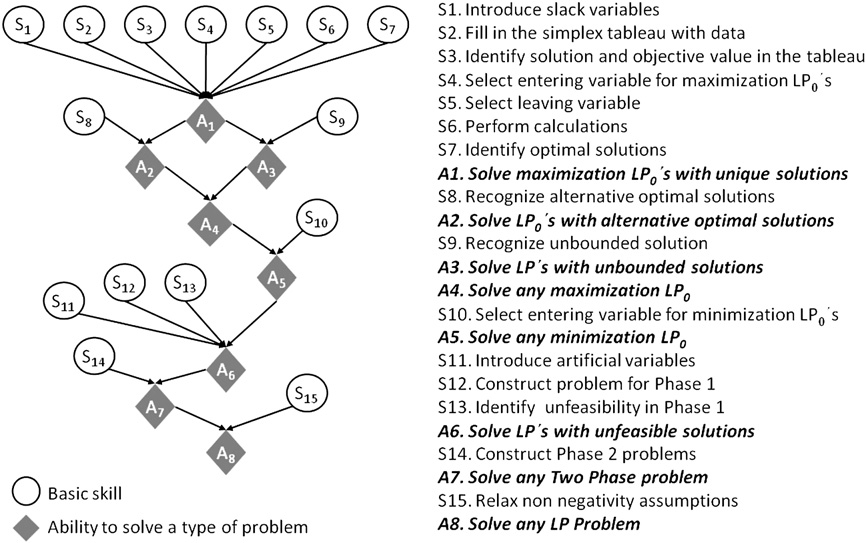 S1 S2 S3 S4 S5 S6 S7
S8 A1 S9
A2 A3
A4 S10
A5
S11 S12 S13
S14 A6
A7 S15
A8
Basic skill
Ability to solve a type of problem
S1. Introduce slack variables
S2. Fill in the simplex tableau with data
S3. Identify solution and objective value in the tableau
S4. Select entering variable for maximization LP0´s
S5. Select leaving variable
S6. Perform calculations
S7. Identify optimal solutions
A1. Solve maximization LP0´s with unique solutions
S8. Recognize alternative optimal solutions
A2. Solve LP0´s with alternative optimal solutions
S9. Recognize unbounded solution
A3. Solve LP´s with unbounded solutions
A4. Solve any maximization LP0
S10. Select entering variable for minimization LP0´s
A5. Solve any minimization LP0
S11. Introduce artificial variables
S12. Construct problem for Phase 1
S13. Identify unfeasibility in Phase 1
A6. Solve LP´s with unfeasible solutions
S14. Construct Phase 2 problems
A7. Solve any Two Phase problem
S15. Relax non negativity assumptions
A8. Solve any LP Problem